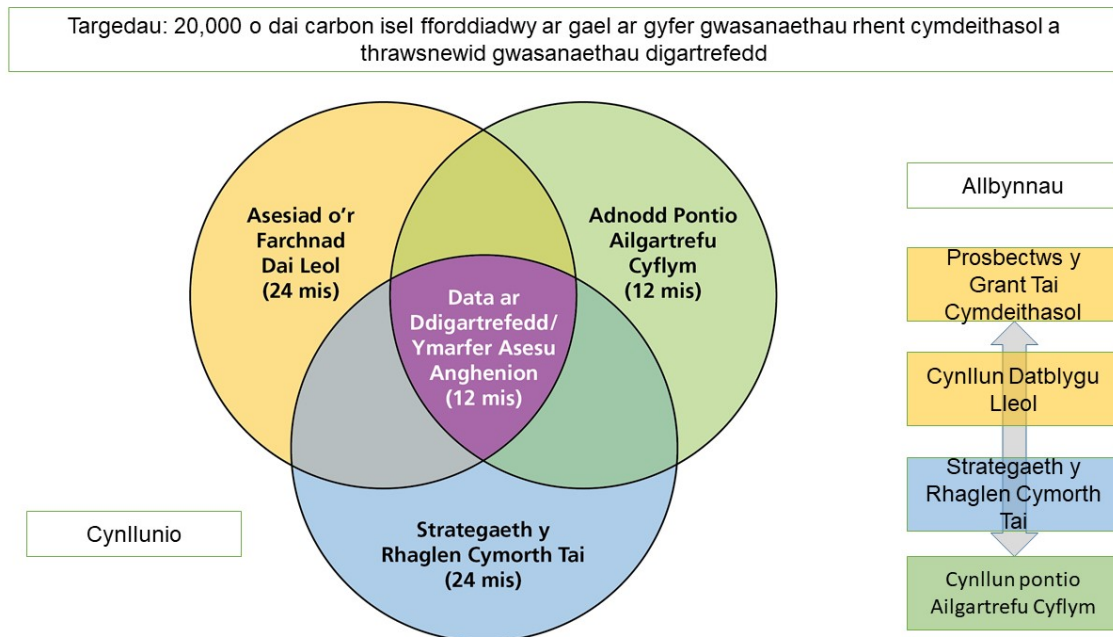 Targedau: 20,000 o dai carbon isel fforddiadwy ar gael ar gyfer gwasanaethau rhent cymdeithasol a
thrawsnewid gwasanaethau digartrefedd
Asesiad o'r
Farchnad
Dai Leol
(24 mis)
Adnodd Pontio
Ailgartrefu
Cyflym
(12 mis)
Data ar
Ddigartrefedd/
Ymarfer Asesu
Anghenion
(12 mis)
Strategaeth y
Rhaglen Cymorth Tai
(24 mis)
Cynllunio
Allbynnau
Prosbectws y
Grant Tai
Cymdeithasol
Cynllun Datblygu
Lleol
Strategaeth y
Rhaglen Cymorth
Tai
Cynllun pontio
Ailgartrefu Cyflym